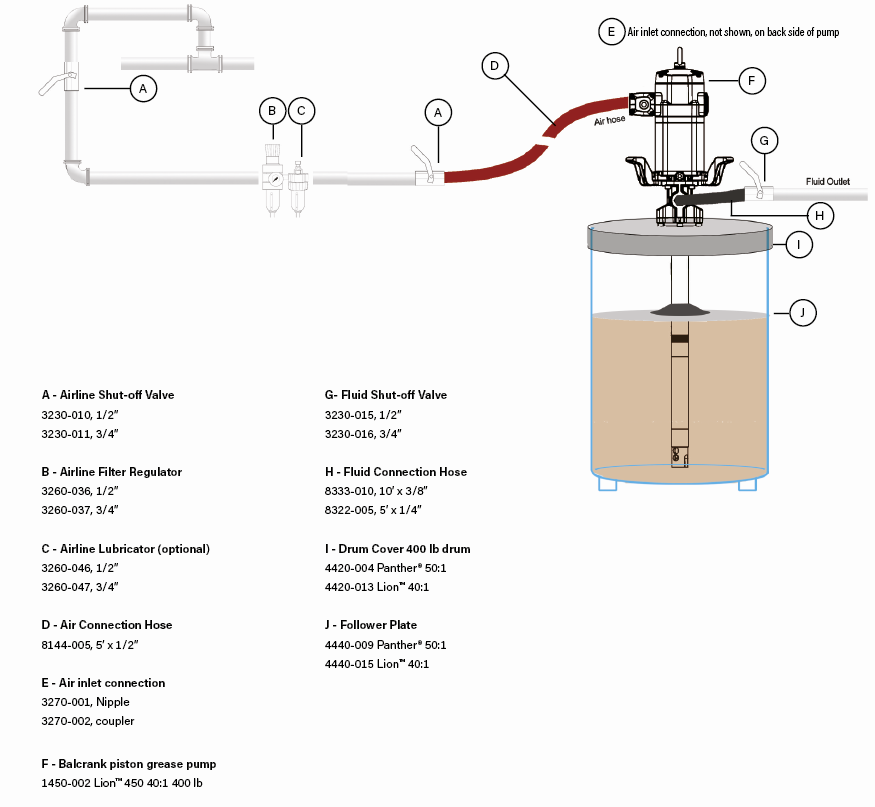 E Air inlet connection, not shown, on back side of pump
D
F
A
B
C
A
Air hose
G
Fluid Outlet
H
I
J
A - Airline Shut-off Valve
3230-010, 1/2"
3230-011, 3/4"
B - Airline Filter Regulator
3260-036, 1/2"
3260-037, 3/4"
C - Airline Lubricator (optional)
3260-046, 1/2"
3260-047, 3/4"
D - Air Connection Hose
8144-005, 5' x 1/2"
E - Air inlet connection
3270-001, Nipple
3270-002, coupler
F - Balcrank piston grease pump
1450-002 Lion™ 450 40:1 400 lb
G- Fluid Shut-off Valve
3230-015, 1/2"
3230-016, 3/4"
H - Fluid Connection Hose
8333-010, 10' x 3/8"
8322-005, 5' x 1/4"
I - Drum Cover 400 lb drum
4420-004 Panther® 50:1
4420-013 Lion™ 40:1
J - Follower Plate
4440-009 Panther® 50:1
4440-015 Lion™ 40:1